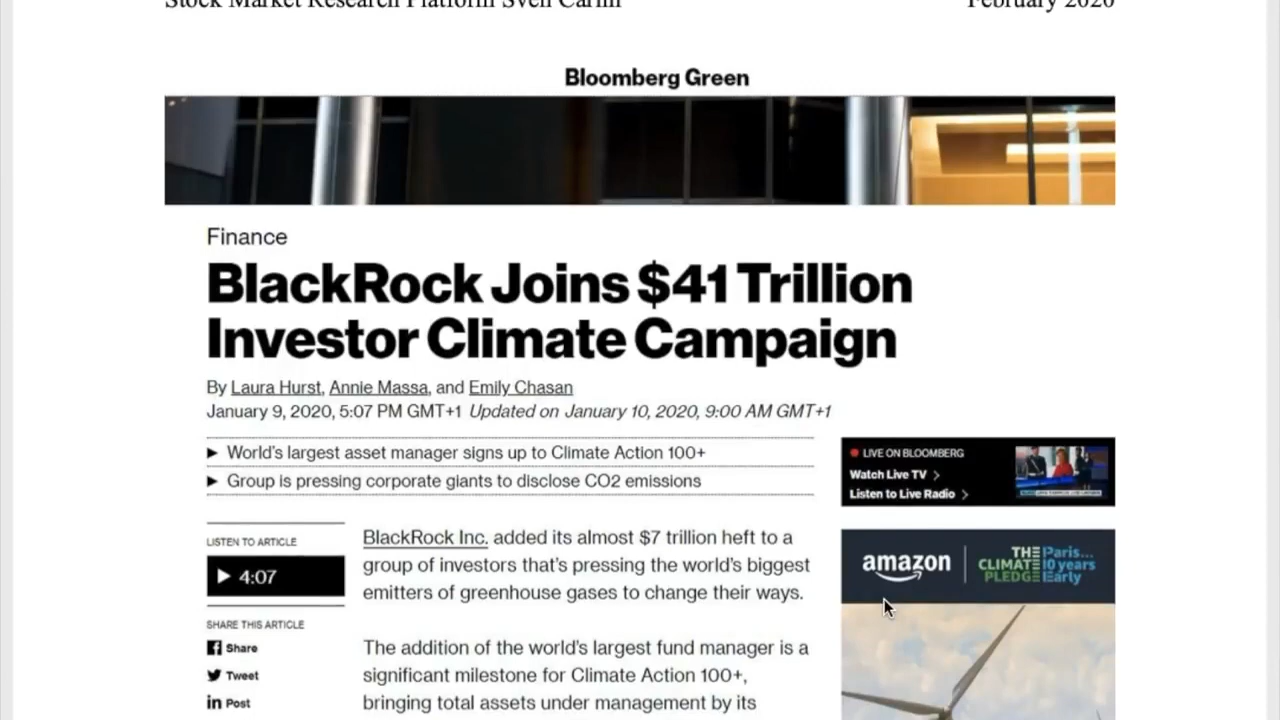 Stock Market Research Platform Sven Carlin February 2020
Bloomberg Green
Finance
BlackRock Joins $41 Trillion
Investor Climate Campaign
By Laura Hurst, Annie Massa, and Emily Chasan
January 9, 2020, 5:07 PM GMT+1 Updated on January 10, 2020, 9:00 AM GMT+1
► World's largest asset manager signs up to Climate Action 100+
► Group is pressing corporate giants to disclose CO2 emissions
LIVE ON BLOOMBERG
Watch Live TV >
Listen to Live Radio >
LISTEN TO ARTICLE
4:07
SHARE THIS ARTICLE
Share
Tweet
in Post
BlackRock Inc. added its almost $7 trillion heft to a
group of investors that's pressing the world's biggest
emitters of greenhouse gases to change their ways.
The addition of the world's largest fund manager is a
significant milestone for Climate Action 100+,
bringing total assets under management by its
amazon
THE Paris...
CLIMATE 10 years
PLEDGE Early